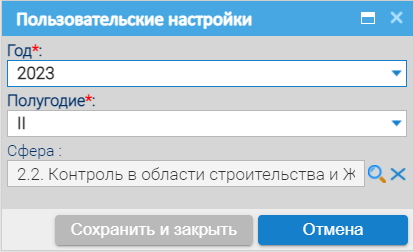 Пользовательские настройки
Год*:
2023
Полугодие*:
II
Сфера :
2.2. Контроль в области строительства и Ж
Сохранить и закрыть
Отмена